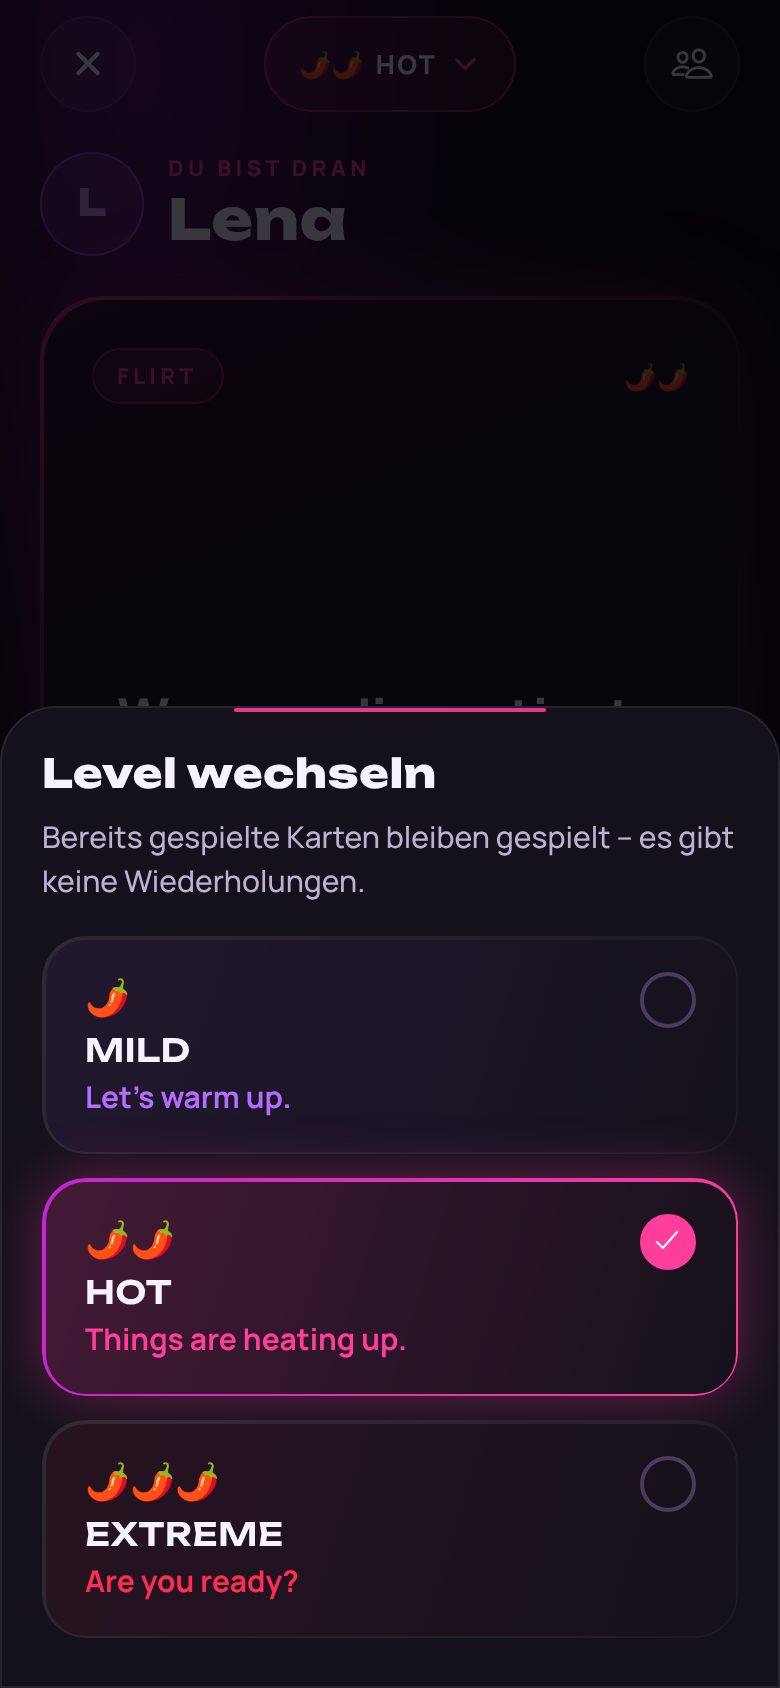 HOT
DU BIST DRAN
L
Lena
FLIRT
Level wechseln
Bereits gespielte Karten bleiben gespielt – es gibt
keine Wiederholungen.
MILD
Let’s warm up.
HOT
Things are heating up.
EXTREME
Are you ready?